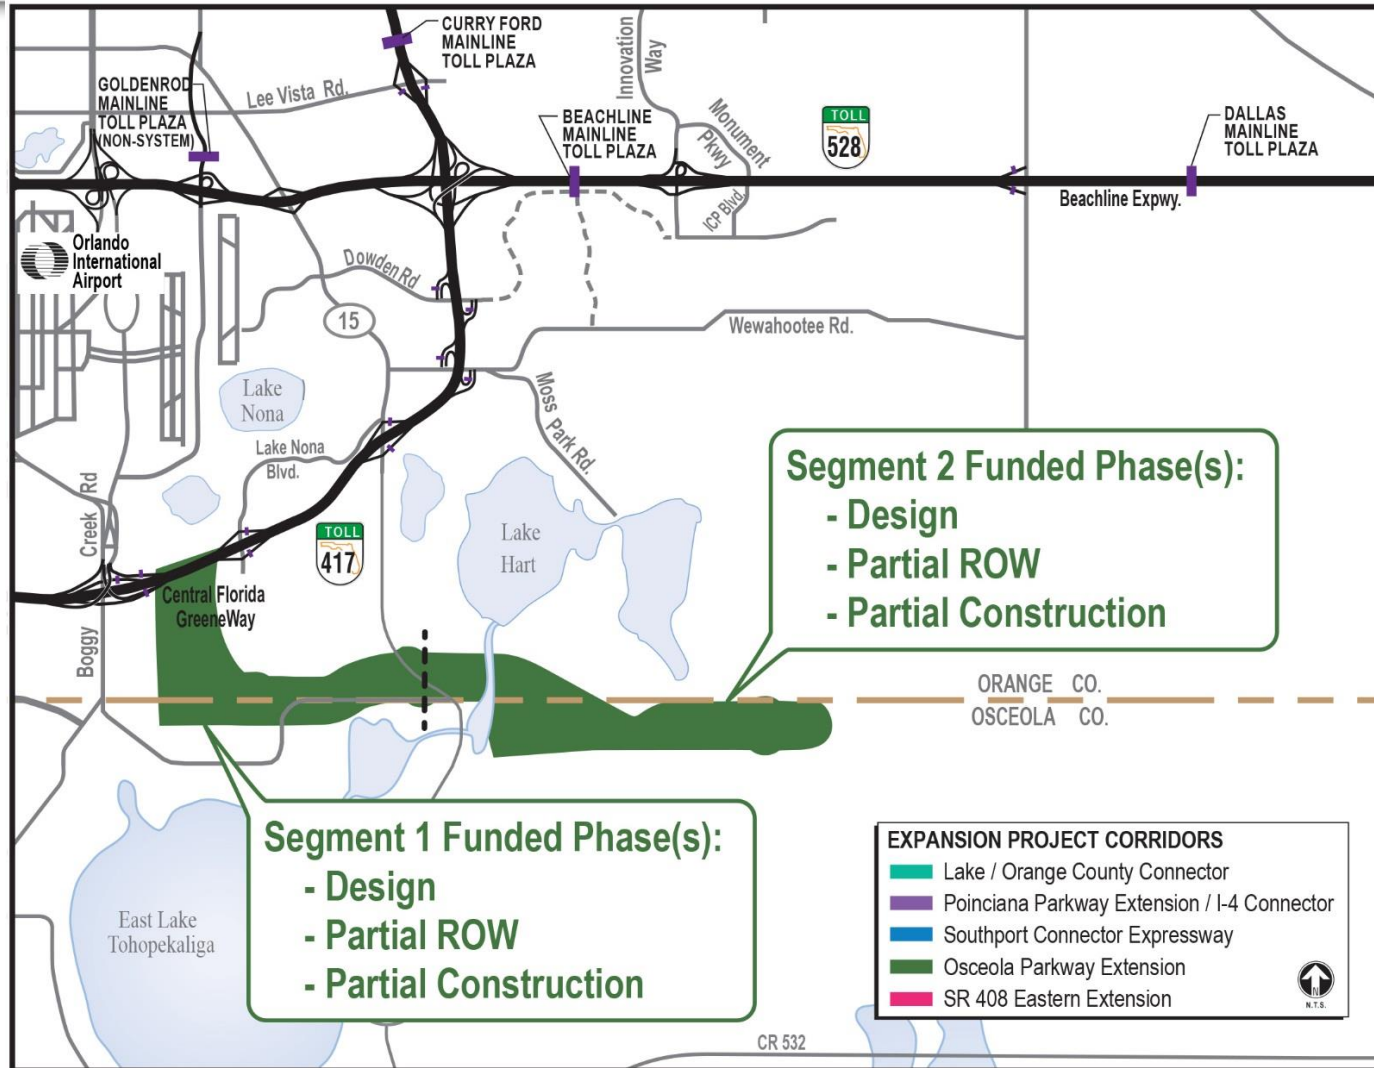 CURRY FORD
MAINLINE
TOLL PLAZA
Innovation
Way
GOLDENROD
MAINLINE
TOLL PLAZA
(NON-SYSTEM)
Lee Vista Rd.
BEACHLINE
MAINLINE
TOLL PLAZA
Monument
Pkwy
TOLL
528
DALLAS
MAINLINE
TOLL PLAZA
ICP Blvd.
Beachline Expwy.
Orlando
International
Airport
Dowden Rd
15
Wewahootee Rd.
Lake
Nona
Moss Park Rd.
Lake Nona
Blvd.
Segment 2 Funded Phase(s):
- Design
- Partial ROW
- Partial Construction
Boggy Creek Rd
TOLL
417
Lake
Hart
Central Florida
GreeneWay
ORANGE CO.
OSCEOLA CO.
Segment 1 Funded Phase(s):
- Design
- Partial ROW
- Partial Construction
East Lake
Tohopekaliga
EXPANSION PROJECT CORRIDORS
Lake / Orange County Connector
Poinciana Parkway Extension / I-4 Connector
Southport Connector Expressway
Osceola Parkway Extension
SR 408 Eastern Extension
N
N.T.S.
CR 532